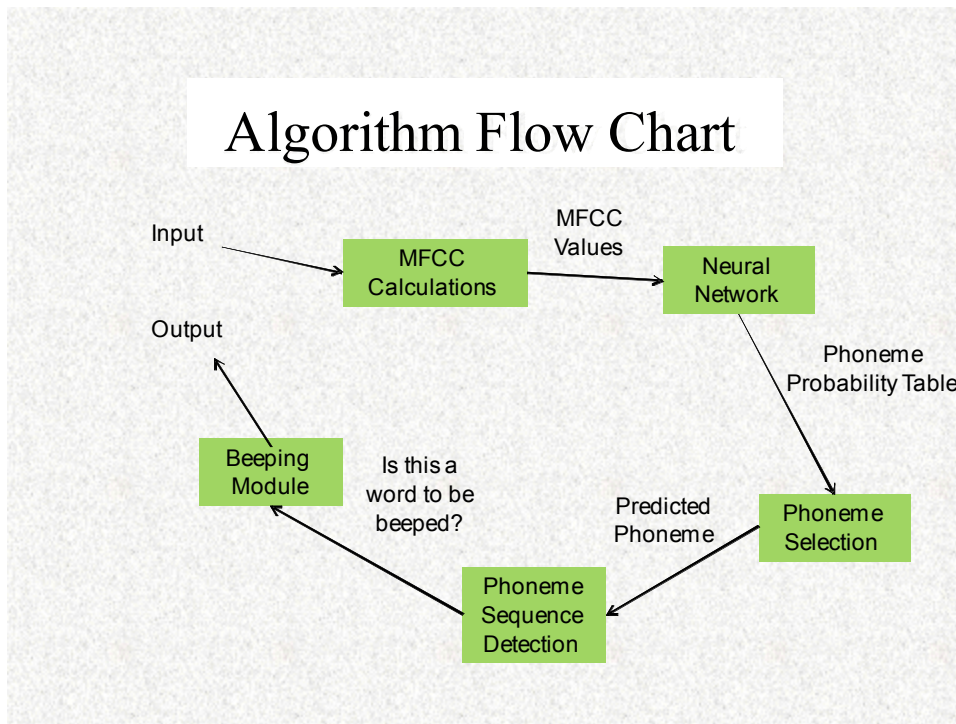 Algorithm Flow Chart
Input
MFCC
Calculations
MFCC
Values
Neural
Network
Phoneme
Probability Table
Phoneme
Selection
Predicted
Phoneme
Phoneme
Sequence
Detection
Is this a
word to be
beeped?
Beeping
Module
Output